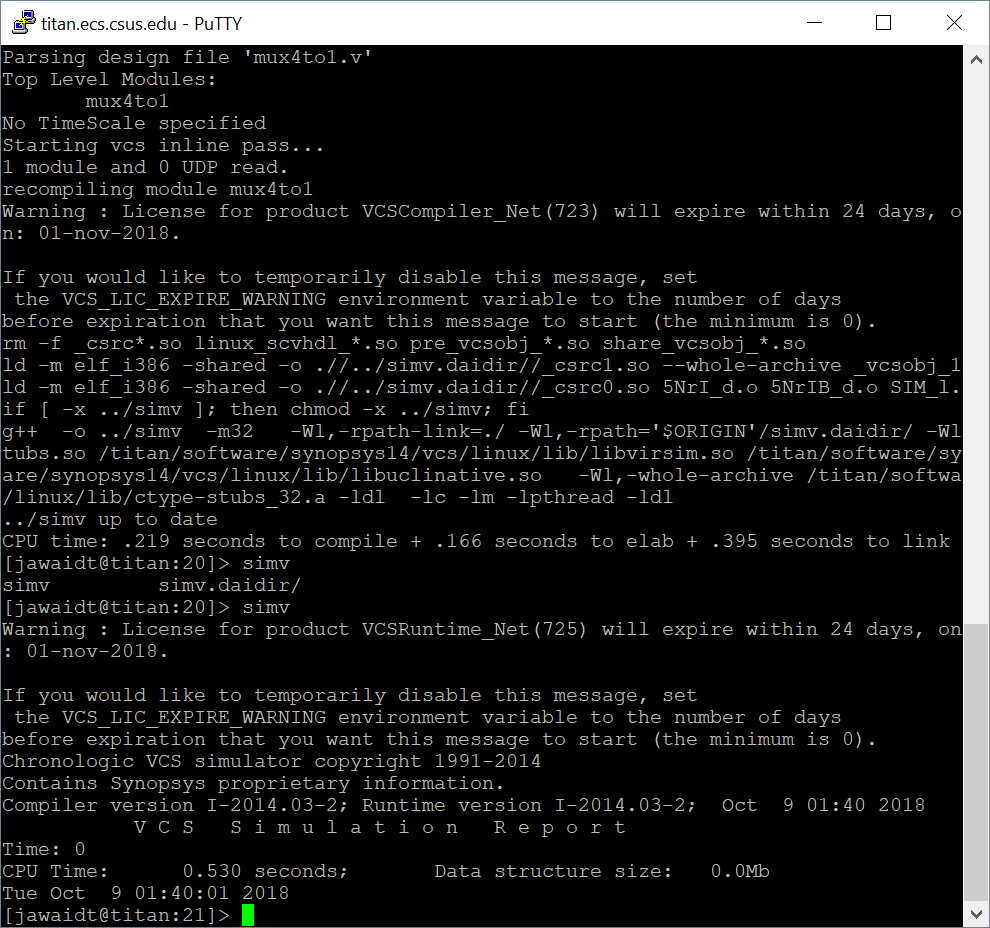 titan.ecs.csus.edu - PuTTY
Parsing design file 'mux4to1.v'
Top Level Modules:
       mux4to1
No TimeScale specified
Starting vcs inline pass...
1 module and 0 UDP read.
recompiling module mux4to1
Warning : License for product VCSCompiler_Net(723) will expire within 24 days, o
n: 01-nov-2018.

If you would like to temporarily disable this message, set
 the VCS_LIC_EXPIRE_WARNING environment variable to the number of days
before expiration that you want this message to start (the minimum is 0).
rm -f _csrc*.so linux_scvhdl_*.so pre_vcsobj_*.so share_vcsobj_*.so
ld -m elf_i386 -shared -o .//../simv.daidir//_csrc1.so --whole-archive _vcsobj_1
ld -m elf_i386 -shared -o .//../simv.daidir//_csrc0.so 5NrI_d.o 5NrIB_d.o SIM_l.
if [ -x ../simv ]; then chmod -x ../simv; fi
g++  -o ../simv  -m32   -Wl,-rpath-link=./ -Wl,-rpath='$ORIGIN'/simv.daidir/ -Wl
tubs.so /titan/software/synopsys14/vcs/linux/lib/libvirsim.so /titan/software/sy
are/synopsys14/vcs/linux/lib/libuclinative.so   -Wl,-whole-archive /titan/softwa
/linux/lib/ctype-stubs_32.a -ldl  -lc -lm -lpthread -ldl
../simv up to date
CPU time: .219 seconds to compile + .166 seconds to elab + .395 seconds to link
[jawaidt@titan:20]> simv
simv         simv.daidir/
[jawaidt@titan:20]> simv
Warning : License for product VCSRuntime_Net(725) will expire within 24 days, on
: 01-nov-2018.

If you would like to temporarily disable this message, set
 the VCS_LIC_EXPIRE_WARNING environment variable to the number of days
before expiration that you want this message to start (the minimum is 0).
Chronologic VCS simulator copyright 1991-2014
Contains Synopsys proprietary information.
Compiler version I-2014.03-2; Runtime version I-2014.03-2;  Oct  9 01:40 2018
           V C S   S i m u l a t i o n   R e p o r t
Time: 0
CPU Time:      0.530 seconds;       Data structure size:   0.0Mb
Tue Oct  9 01:40:01 2018
[jawaidt@titan:21]>